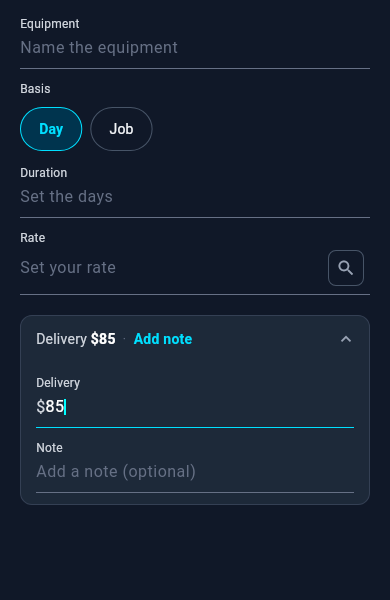 Equipment
Name the equipment
Basis
Day Job
Duration
Set the days
Rate
Set your rate
Delivery $85 · Add note
Delivery
$85
Note
Add a note (optional)